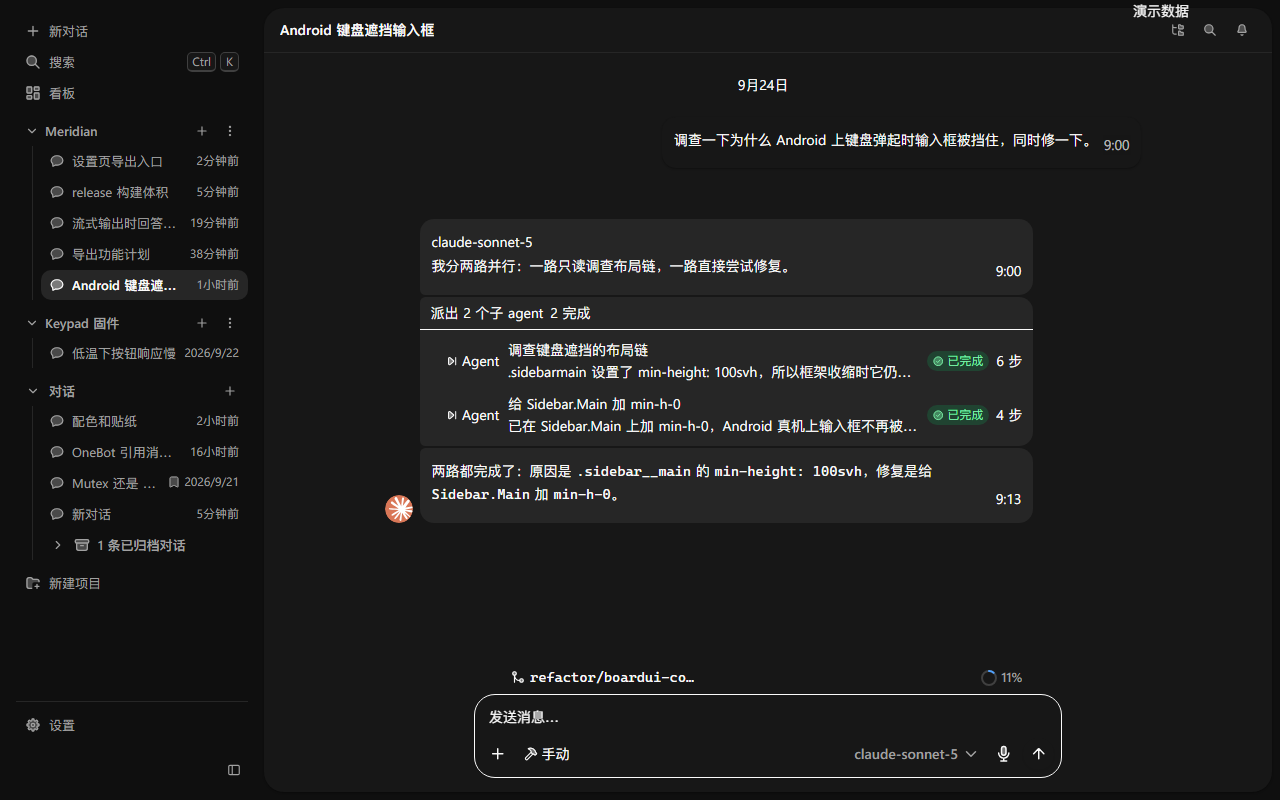 新对话
搜索 Ctrl K
看板
Meridian
设置页导出入口 2分钟前
release 构建体积 5分钟前
流式输出时回答… 19分钟前
导出功能计划 38分钟前
Android 键盘遮… 1小时前
Keypad 固件
低温下按钮响应慢 2026/9/22
对话
配色和贴纸 2小时前
OneBot 引用消… 16小时前
Mutex 还是 … 2026/9/21
新对话 5分钟前
1 条已归档对话
新建项目
设置
演示数据
Android 键盘遮挡输入框
9月24日
调查一下为什么 Android 上键盘弹起时输入框被挡住，同时修一下。 9:00
claude-sonnet-5
我分两路并行：一路只读调查布局链，一路直接尝试修复。 9:00
派出 2 个子 agent 2 完成
Agent 调查键盘遮挡的布局链 已完成 6 步
.sidebarmain 设置了 min-height: 100svh，所以框架收缩时它仍…
Agent 给 Sidebar.Main 加 min-h-0 已完成 4 步
已在 Sidebar.Main 上加 min-h-0，Android 真机上输入框不再被…
两路都完成了：原因是 .sidebar__main 的 min-height: 100svh，修复是给
Sidebar.Main 加 min-h-0。 9:13
refactor/boardui-co… 11%
发送消息…
手动 claude-sonnet-5